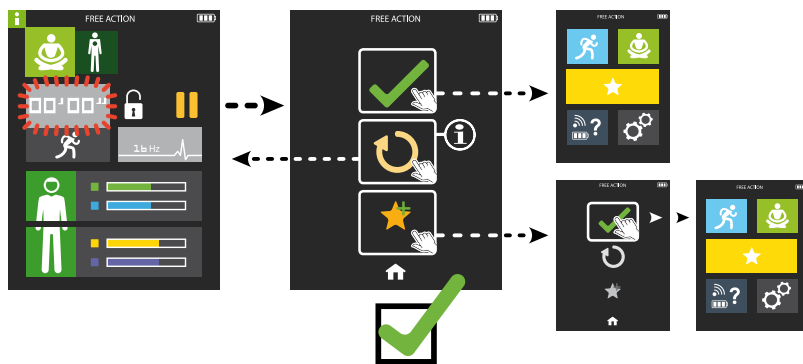 i FREE ACTION
00'00"
16 Hz
FREE ACTION
i
FREE ACTION
?
FREE ACTION
FREE ACTION
?